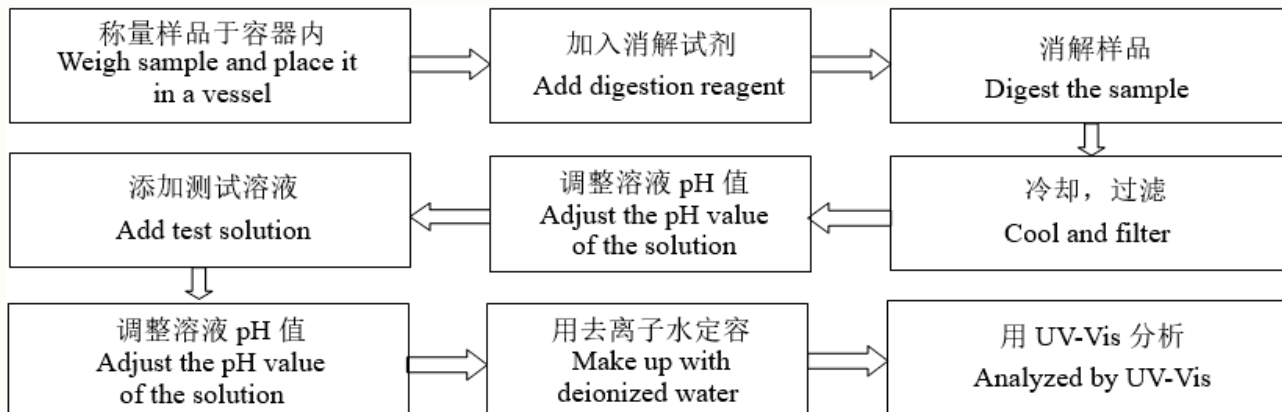 称量样品于容器内
Weigh sample and place it
in a vessel
加入消解试剂
Add digestion reagent
消解样品
Digest the sample
冷却，过滤
Cool and filter
调整溶液 pH 值
Adjust the pH value
of the solution
添加测试溶液
Add test solution
调整溶液 pH 值
Adjust the pH value
of the solution
用去离子水定容
Make up with
deionized water
用 UV-Vis 分析
Analyzed by UV-Vis